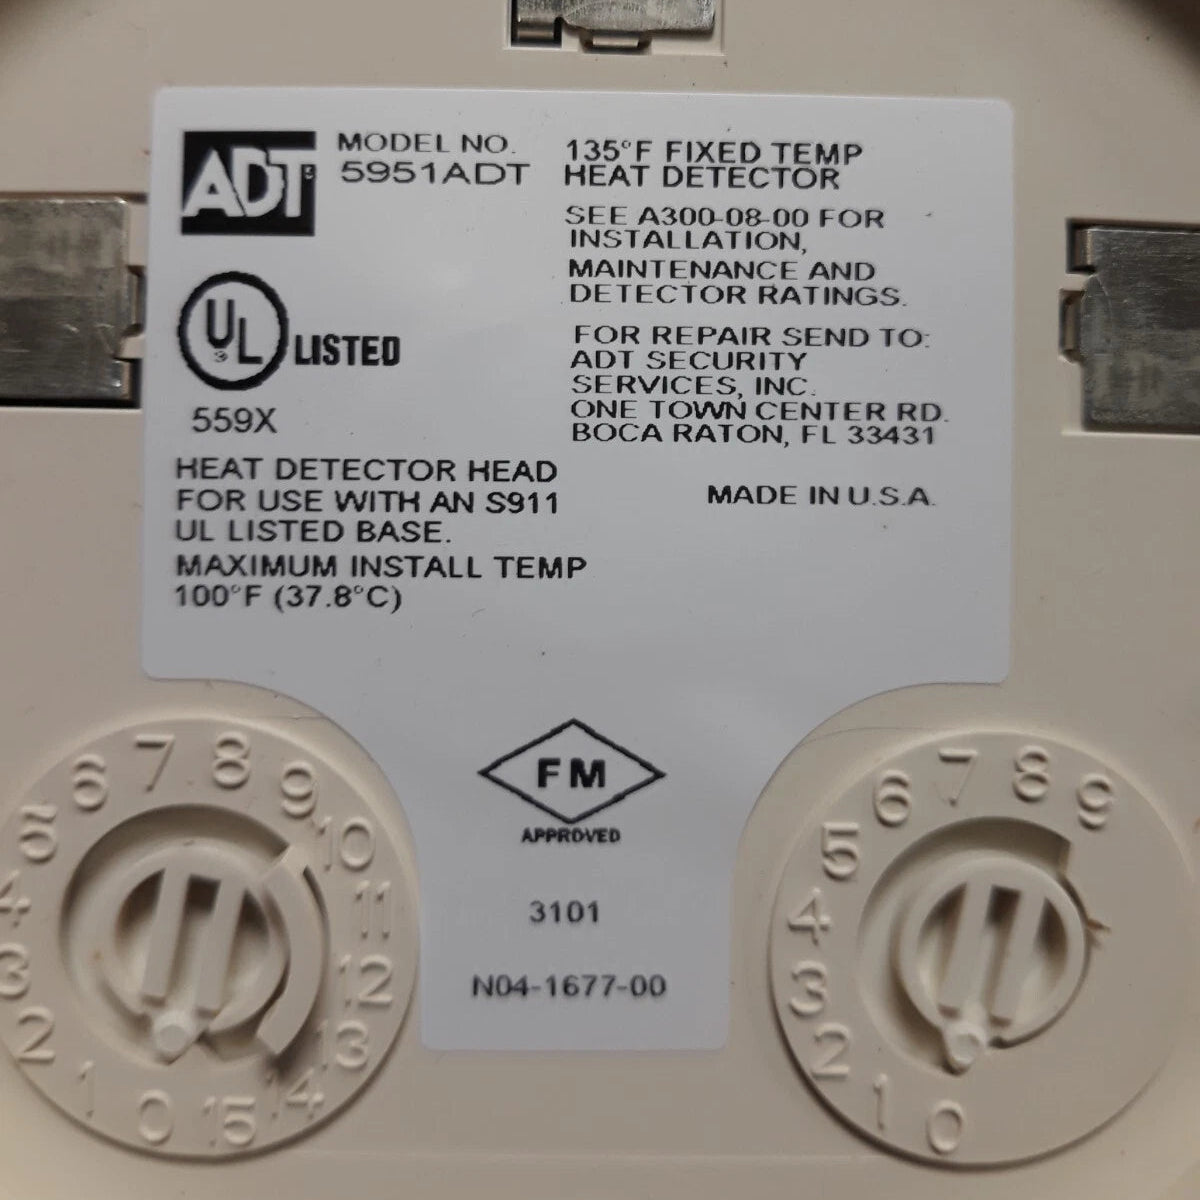 ADT
MODEL NO.
5951ADT
135°F FIXED TEMP
HEAT DETECTOR
SEE A300-08-00 FOR
INSTALLATION,
MAINTENANCE AND
DETECTOR RATINGS.
FOR REPAIR SEND TO:
ADT SECURITY
SERVICES, INC.
ONE TOWN CENTER RD.
BOCA RATON, FL 33431
MADE IN U.S.A.
UL LISTED
559X
HEAT DETECTOR HEAD
FOR USE WITH AN S911
UL LISTED BASE.
MAXIMUM INSTALL TEMP
100°F (37.8°C)
FM
APPROVED
3101
N04-1677-00
0 1 2 3 4 5 6 7 8 9 10 11 12 13 14 15
0 1 2 3 4 5 6 7 8 9